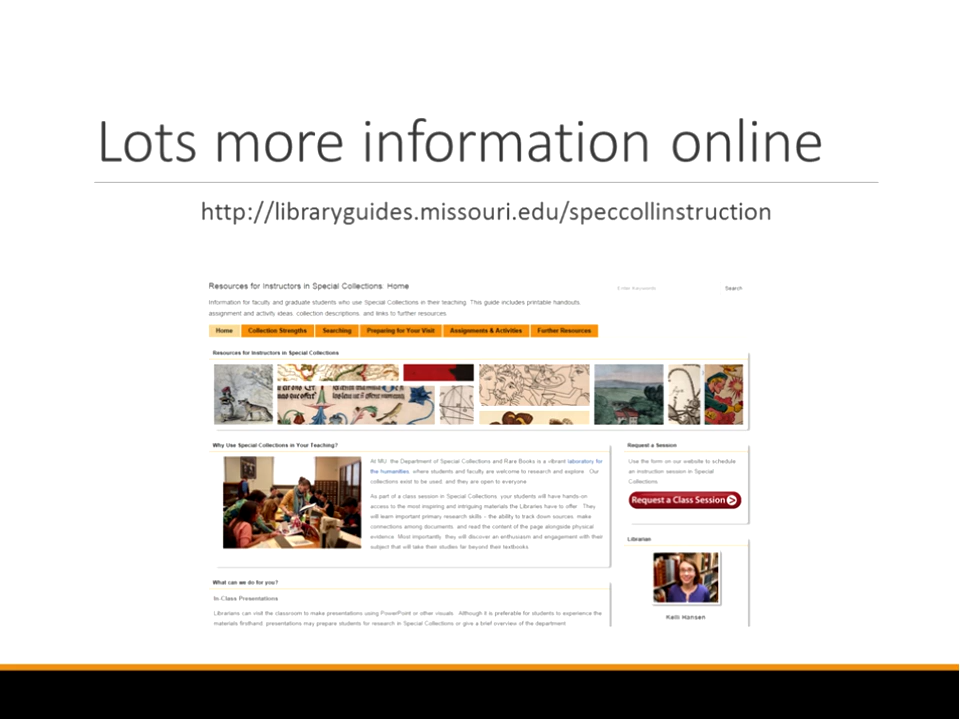 Lots more information online
http://libraryguides.missouri.edu/speccollinstruction
Resources for Instructors in Special Collections: Home
Enter Keywords
Search
Information for faculty and graduate students who use Special Collections in their teaching. This guide includes printable handouts,
assignment and activity ideas, collection descriptions, and links to further resources.
Home
Collection Strengths
Searching
Preparing for Your Visit
Assignments & Activities
Further Resources
Resources for Instructors in Special Collections
Why Use Special Collections in Your Teaching?
At MU, the Department of Special Collections and Rare Books is a vibrant laboratory for
the humanities, where students and faculty are welcome to research and explore. Our
collections exist to be used, and they are open to everyone.
As part of a class session in Special Collections, your students will have hands-on
access to the most inspiring and intriguing materials the Libraries have to offer. They
will learn important primary research skills – the ability to track down sources, make
connections among documents, and read the content of the page alongside physical
evidence. Most importantly, they will discover an enthusiasm and engagement with their
subject that will take their studies far beyond their textbooks.
Request a Session
Use the form on our website to schedule
an instruction session in Special
Collections.
Request a Class Session
Librarian
Kelli Hansen
What can we do for you?
In Class Presentations
Librarians can visit the classroom to make presentations using PowerPoint or other visuals. Although it is preferable for students to experience the
materials firsthand, presentations may prepare students for research in Special Collections or give a brief overview of the department.